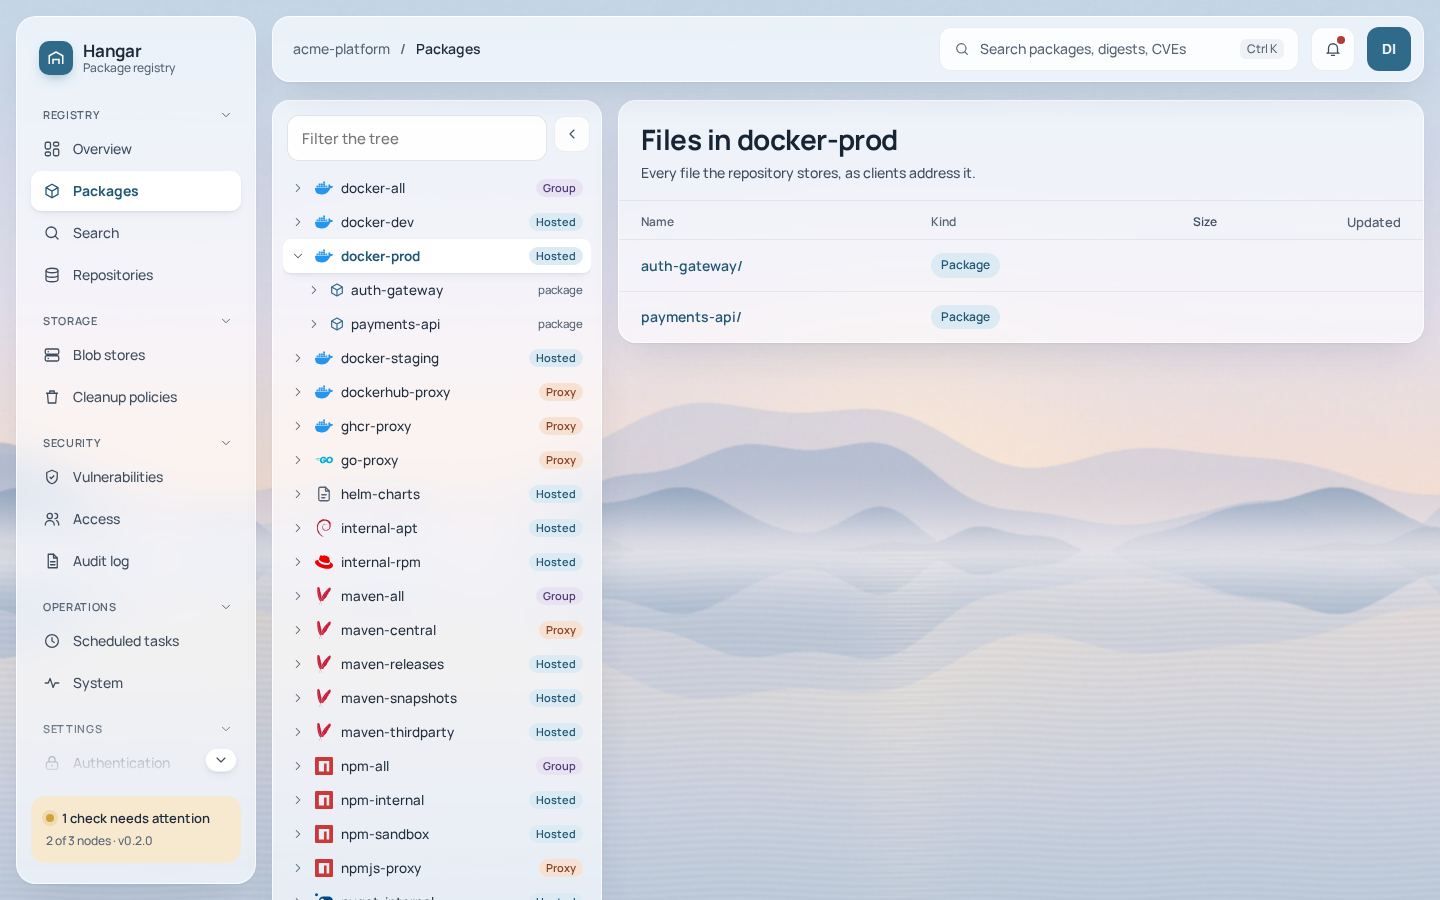 Hangar
Package registry
REGISTRY
Overview
Packages
Search
Repositories
STORAGE
Blob stores
Cleanup policies
SECURITY
Vulnerabilities
Access
Audit log
OPERATIONS
Scheduled tasks
System
SETTINGS
Authentication
1 check needs attention
2 of 3 nodes · v0.2.0
acme-platform / Packages
Search packages, digests, CVEs Ctrl K
DI
Filter the tree
docker-all Group
docker-dev Hosted
docker-prod Hosted
auth-gateway package
payments-api package
docker-staging Hosted
dockerhub-proxy Proxy
ghcr-proxy Proxy
GO go-proxy Proxy
helm-charts Hosted
internal-apt Hosted
internal-rpm Hosted
maven-all Group
maven-central Proxy
maven-releases Hosted
maven-snapshots Hosted
maven-thirdparty Hosted
npm-all Group
npm-internal Hosted
npm-sandbox Hosted
npmjs-proxy Proxy
Files in docker-prod
Every file the repository stores, as clients address it.
Name Kind Size Updated
auth-gateway/ Package
payments-api/ Package